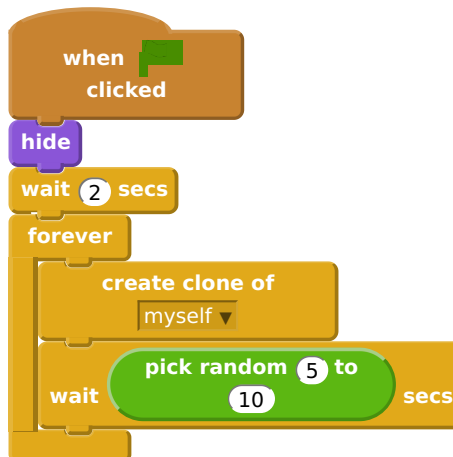 when
clicked
hide
wait 2 secs
forever
create clone of
myself ▼
pick random 5 to
wait 10 secs